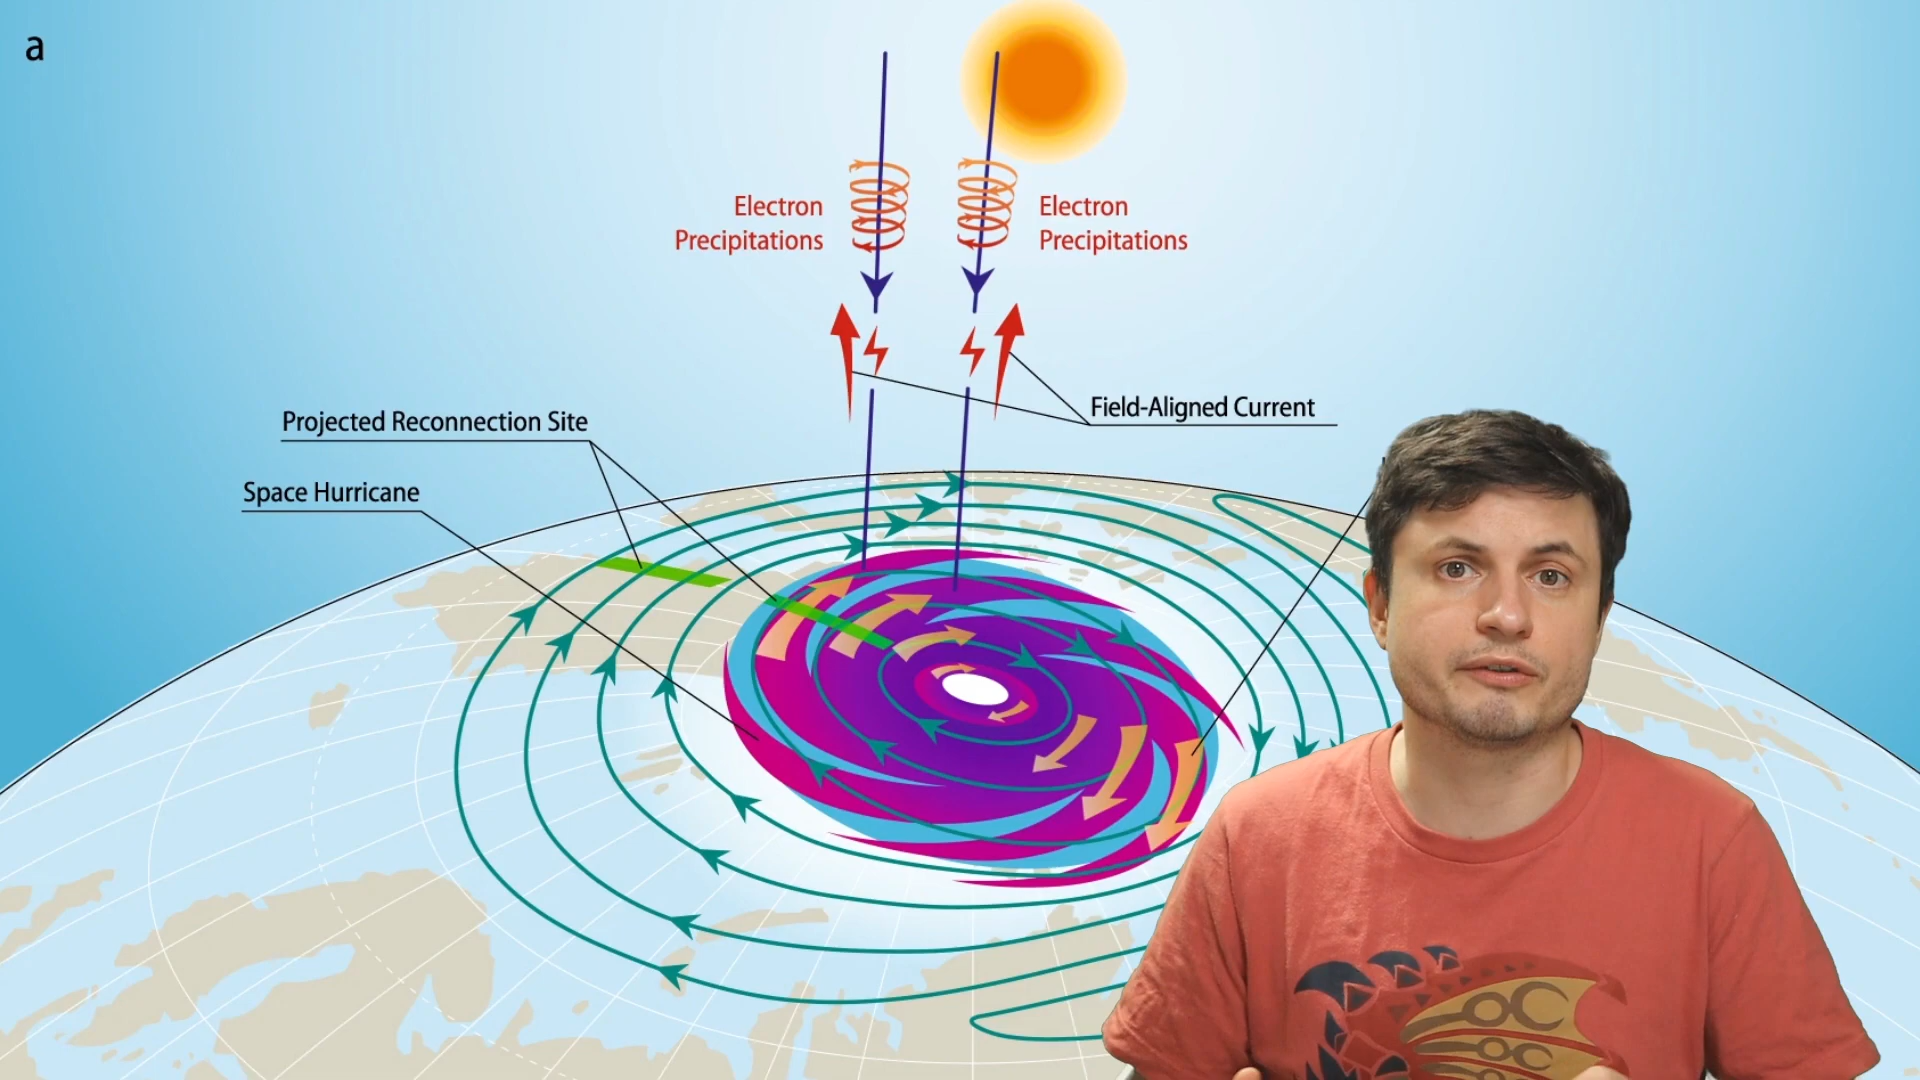 a
Electron
Precipitations
Electron
Precipitations
Field-Aligned Current
Projected Reconnection Site
Space Hurricane